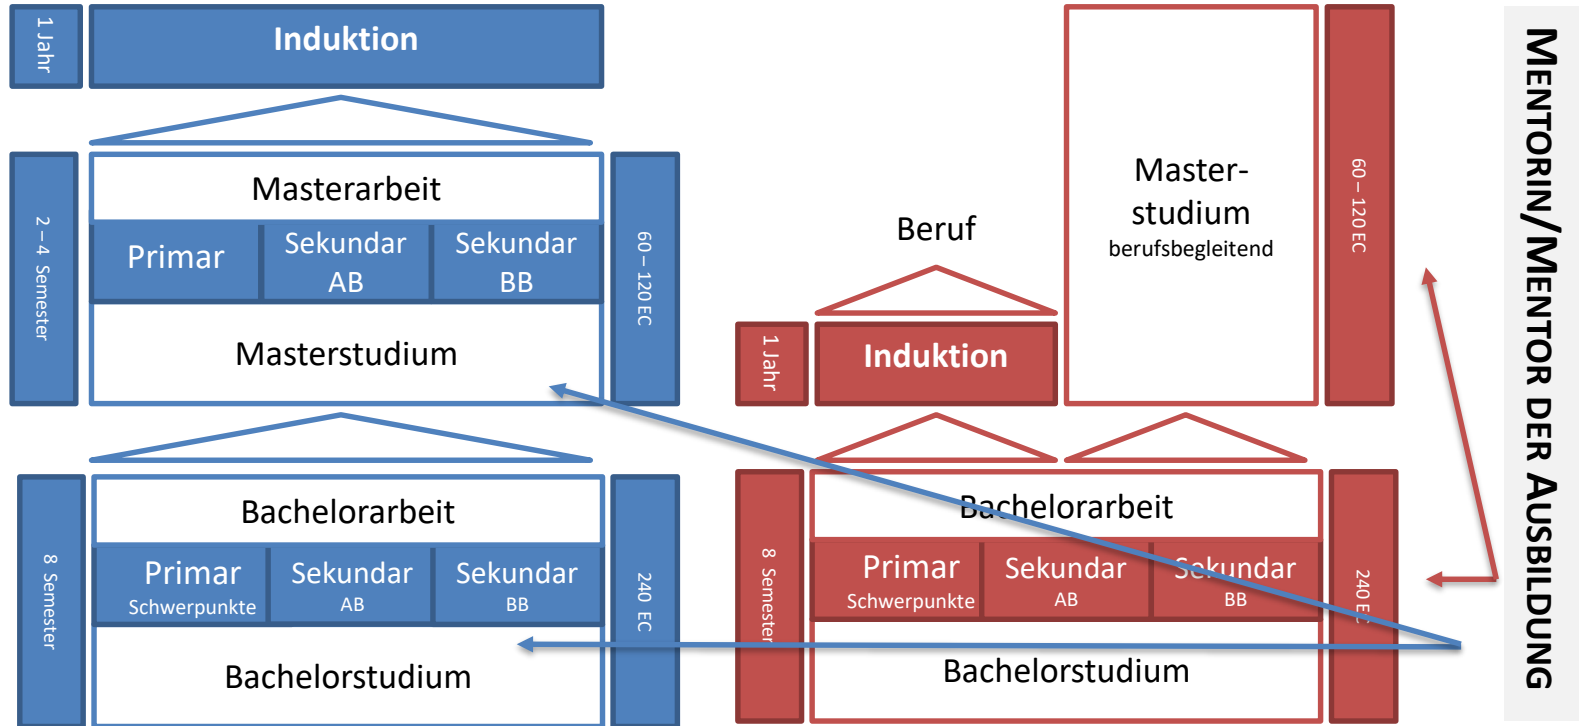 1 Jahr
Induktion
2 – 4 Semester
Masterarbeit
Primar
Sekundar
AB
Sekundar
BB
Masterstudium
60 – 120 EC
8 Semester
Bachelorarbeit
Primar
Schwerpunkte
Sekundar
AB
Sekundar
BB
Bachelorstudium
240 EC
Beruf
1 Jahr
Induktion
Master-
studium
berufsbegleitend
60 – 120 EC
8 Semester
Bachelorarbeit
Primar
Schwerpunkte
Sekundar
AB
Sekundar
BB
Bachelorstudium
240 EC
MENTORIN/MENTOR DER AUSBILDUNG